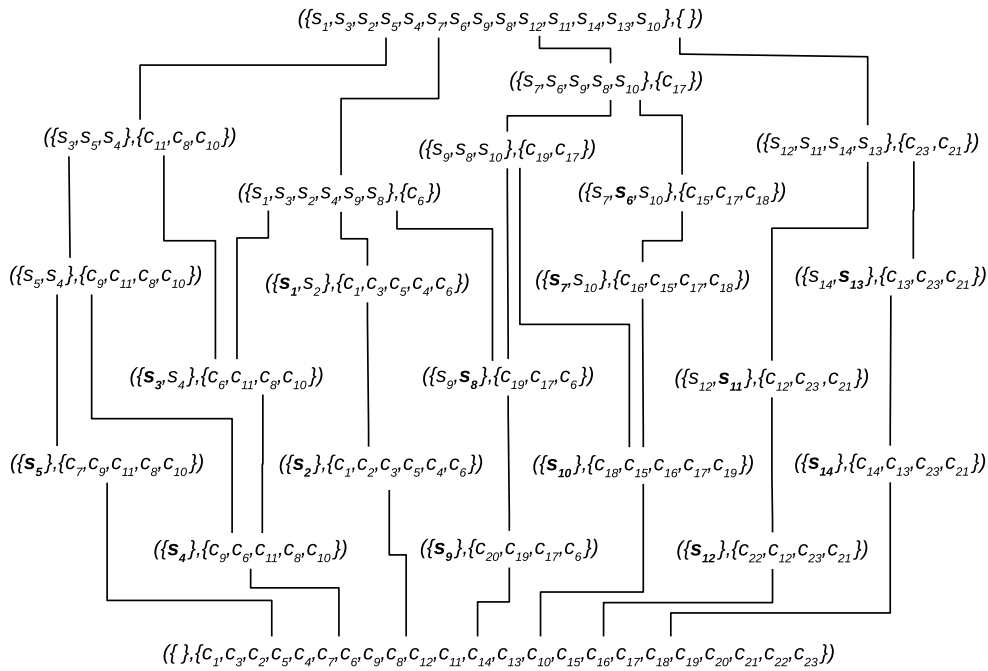 ({s₁,s₃,s₂,s₅,s₄,s₇,s₆,s₉,s₈,s₁₂,s₁₁,s₁₄,s₁₃,s₁₀},{ })
({s₇,s₆,s₉,s₈,s₁₀},{c₁₇})
({s₃,s₅,s₄},{c₁₁,c₈,c₁₀})
({s₉,s₈,s₁₀},{c₁₉,c₁₇})
({s₁₂,s₁₁,s₁₄,s₁₃},{c₂₃,c₂₁})
({s₁,s₃,s₂,s₄,s₉,s₈},{c₆})
({s₇,s₆,s₁₀},{c₁₅,c₁₇,c₁₈})
({s₅,s₄},{c₉,c₁₁,c₈,c₁₀})
({s₁,s₂},{c₁,c₃,c₅,c₄,c₆})
({s₇,s₁₀},{c₁₆,c₁₅,c₁₇,c₁₈})
({s₁₄,s₁₃},{c₁₃,c₂₃,c₂₁})
({s₃,s₄},{c₆,c₁₁,c₈,c₁₀})
({s₉,s₈},{c₁₉,c₁₇,c₆})
({s₁₂,s₁₁},{c₁₂,c₂₃,c₂₁})
({s₅},{c₇,c₉,c₁₁,c₈,c₁₀})
({s₂},{c₁,c₂,c₃,c₅,c₄,c₆})
({s₁₀},{c₁₈,c₁₅,c₁₆,c₁₇,c₁₉})
({s₁₄},{c₁₄,c₁₃,c₂₃,c₂₁})
({s₄},{c₉,c₆,c₁₁,c₈,c₁₀})
({s₉},{c₂₀,c₁₉,c₁₇,c₆})
({s₁₂},{c₂₂,c₁₂,c₂₃,c₂₁})
({ },{c₁,c₃,c₂,c₅,c₄,c₇,c₆,c₉,c₈,c₁₂,c₁₁,c₁₄,c₁₃,c₁₀,c₁₅,c₁₆,c₁₇,c₁₈,c₁₉,c₂₀,c₂₁,c₂₂,c₂₃})